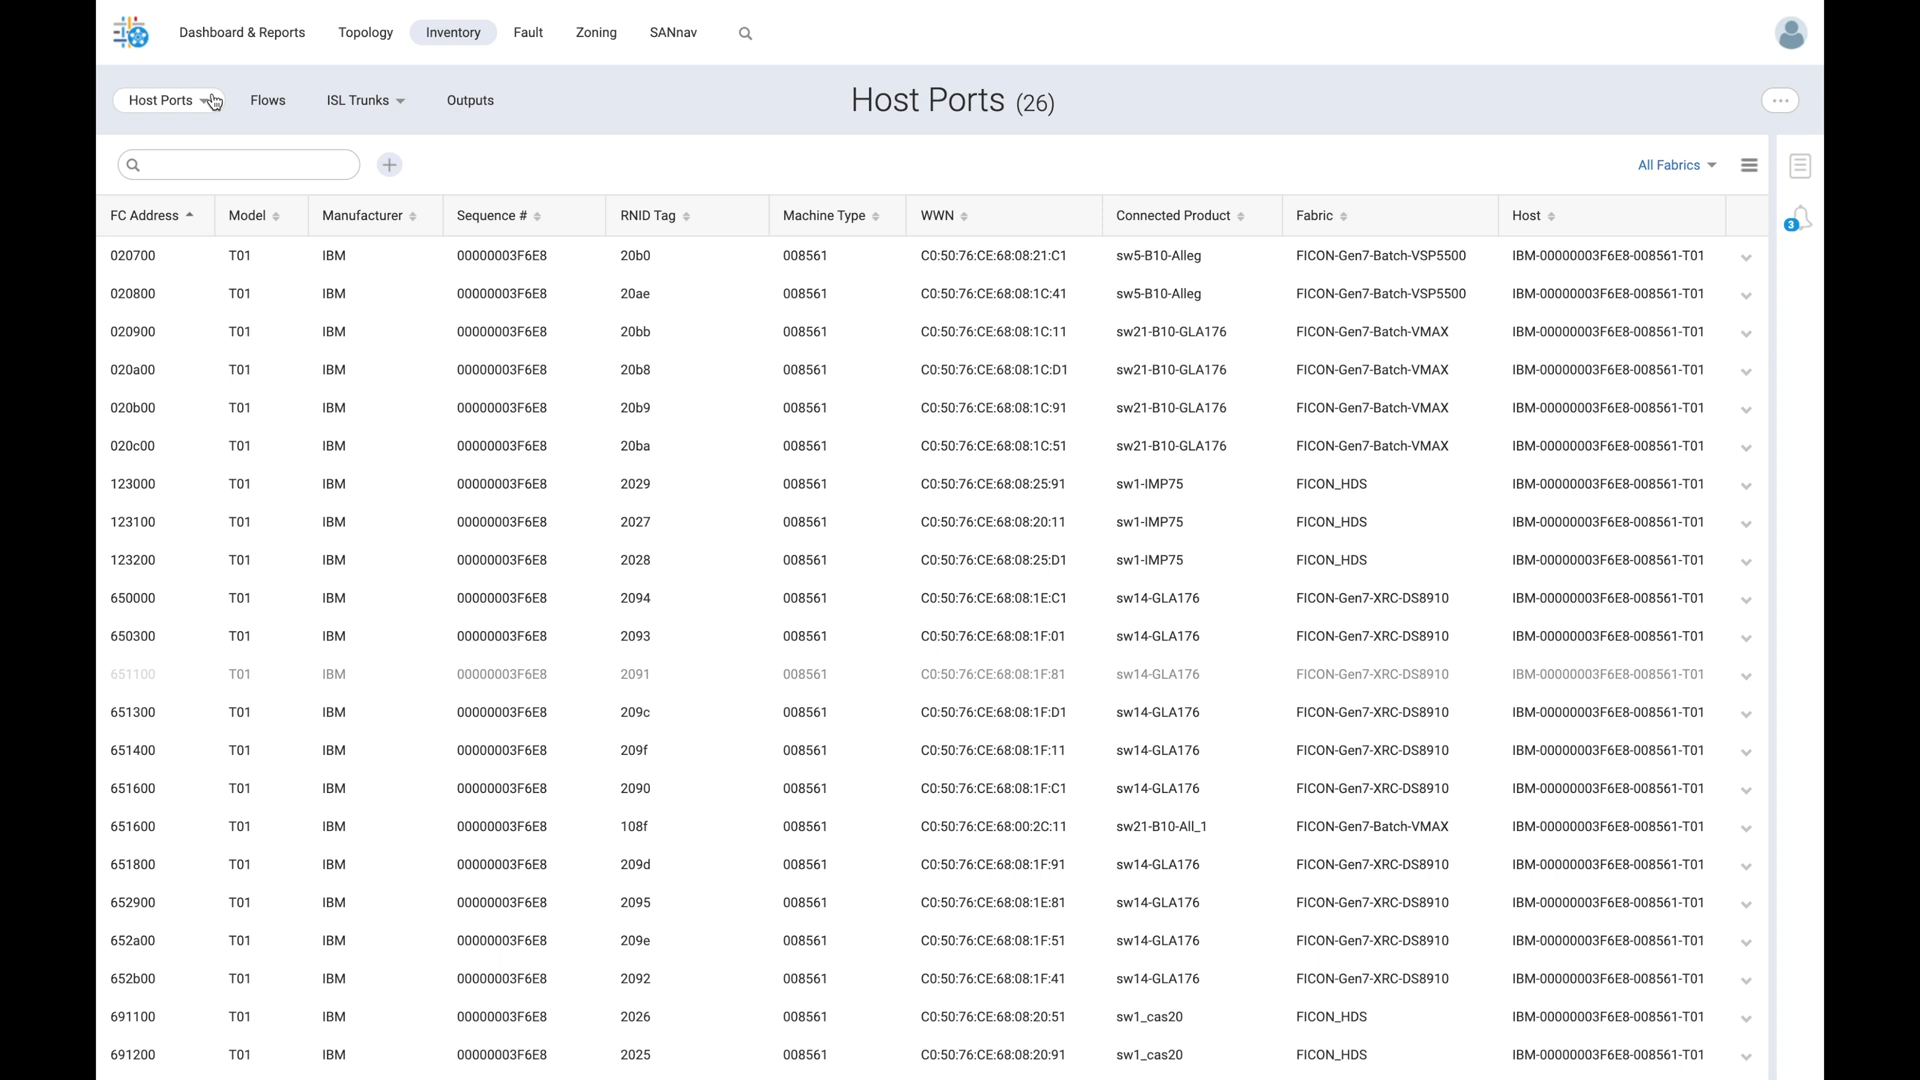 Dashboard & Reports Topology Inventory Fault Zoning SANnav
Host Ports Flows ISL Trunks Outputs Host Ports (26) ...
All Fabrics
FC Address Model Manufacturer Sequence # RNID Tag Machine Type WWN Connected Product Fabric Host
3
020700 T01 IBM 00000003F6E8 20b0 008561 C0:50:76:CE:68:08:21:C1 sw5-B10-Alleg FICON-Gen7-Batch-VSP5500 IBM-00000003F6E8-008561-T01
020800 T01 IBM 00000003F6E8 20ae 008561 C0:50:76:CE:68:08:1C:41 sw5-B10-Alleg FICON-Gen7-Batch-VSP5500 IBM-00000003F6E8-008561-T01
020900 T01 IBM 00000003F6E8 20bb 008561 C0:50:76:CE:68:08:1C:11 sw21-B10-GLA176 FICON-Gen7-Batch-VMAX IBM-00000003F6E8-008561-T01
020a00 T01 IBM 00000003F6E8 20b8 008561 C0:50:76:CE:68:08:1C:D1 sw21-B10-GLA176 FICON-Gen7-Batch-VMAX IBM-00000003F6E8-008561-T01
020b00 T01 IBM 00000003F6E8 20b9 008561 C0:50:76:CE:68:08:1C:91 sw21-B10-GLA176 FICON-Gen7-Batch-VMAX IBM-00000003F6E8-008561-T01
020c00 T01 IBM 00000003F6E8 20ba 008561 C0:50:76:CE:68:08:1C:51 sw21-B10-GLA176 FICON-Gen7-Batch-VMAX IBM-00000003F6E8-008561-T01
123000 T01 IBM 00000003F6E8 2029 008561 C0:50:76:CE:68:08:25:91 sw1-IMP75 FICON_HDS IBM-00000003F6E8-008561-T01
123100 T01 IBM 00000003F6E8 2027 008561 C0:50:76:CE:68:08:20:11 sw1-IMP75 FICON_HDS IBM-00000003F6E8-008561-T01
123200 T01 IBM 00000003F6E8 2028 008561 C0:50:76:CE:68:08:25:D1 sw1-IMP75 FICON_HDS IBM-00000003F6E8-008561-T01
650000 T01 IBM 00000003F6E8 2094 008561 C0:50:76:CE:68:08:1E:C1 sw14-GLA176 FICON-Gen7-XRC-DS8910 IBM-00000003F6E8-008561-T01
650300 T01 IBM 00000003F6E8 2093 008561 C0:50:76:CE:68:08:1F:01 sw14-GLA176 FICON-Gen7-XRC-DS8910 IBM-00000003F6E8-008561-T01
651100 T01 IBM 00000003F6E8 2091 008561 C0:50:76:CE:68:08:1F:81 sw14-GLA176 FICON-Gen7-XRC-DS8910 IBM-00000003F6E8-008561-T01
651300 T01 IBM 00000003F6E8 209c 008561 C0:50:76:CE:68:08:1F:D1 sw14-GLA176 FICON-Gen7-XRC-DS8910 IBM-00000003F6E8-008561-T01
651400 T01 IBM 00000003F6E8 209f 008561 C0:50:76:CE:68:08:1F:11 sw14-GLA176 FICON-Gen7-XRC-DS8910 IBM-00000003F6E8-008561-T01
651600 T01 IBM 00000003F6E8 2090 008561 C0:50:76:CE:68:08:1F:C1 sw14-GLA176 FICON-Gen7-XRC-DS8910 IBM-00000003F6E8-008561-T01
651600 T01 IBM 00000003F6E8 108f 008561 C0:50:76:CE:68:00:2C:11 sw21-B10-All_1 FICON-Gen7-Batch-VMAX IBM-00000003F6E8-008561-T01
651800 T01 IBM 00000003F6E8 209d 008561 C0:50:76:CE:68:08:1F:91 sw14-GLA176 FICON-Gen7-XRC-DS8910 IBM-00000003F6E8-008561-T01
652900 T01 IBM 00000003F6E8 2095 008561 C0:50:76:CE:68:08:1E:81 sw14-GLA176 FICON-Gen7-XRC-DS8910 IBM-00000003F6E8-008561-T01
652a00 T01 IBM 00000003F6E8 209e 008561 C0:50:76:CE:68:08:1F:51 sw14-GLA176 FICON-Gen7-XRC-DS8910 IBM-00000003F6E8-008561-T01
652b00 T01 IBM 00000003F6E8 2092 008561 C0:50:76:CE:68:08:1F:41 sw14-GLA176 FICON-Gen7-XRC-DS8910 IBM-00000003F6E8-008561-T01
691100 T01 IBM 00000003F6E8 2026 008561 C0:50:76:CE:68:08:20:51 sw1_cas20 FICON_HDS IBM-00000003F6E8-008561-T01
691200 T01 IBM 00000003F6E8 2025 008561 C0:50:76:CE:68:08:20:91 sw1_cas20 FICON_HDS IBM-00000003F6E8-008561-T01